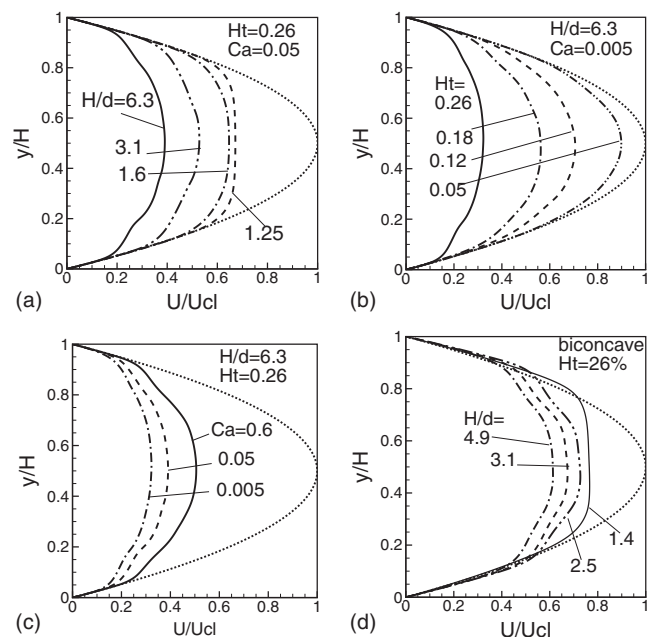 Ht=0.26
Ca=0.05
H/d=6.3
3.1
1.6
1.25
y/H
1
0.8
0.6
0.4
0.2
0
0 0.2 0.4 0.6 0.8 1
U/Ucl
(a)
H/d=6.3
Ca=0.005
Ht=
0.26
0.18
0.12
0.05
y/H
1
0.8
0.6
0.4
0.2
0
0 0.2 0.4 0.6 0.8 1
U/Ucl
(b)
H/d=6.3
Ht=0.26
Ca=0.6
0.05
0.005
y/H
1
0.8
0.6
0.4
0.2
0
0 0.2 0.4 0.6 0.8 1
U/Ucl
(c)
biconcave
Ht=26%
H/d=
4.9
3.1
2.5
1.4
y/H
1
0.8
0.6
0.4
0.2
0
0 0.2 0.4 0.6 0.8 1
U/Ucl
(d)